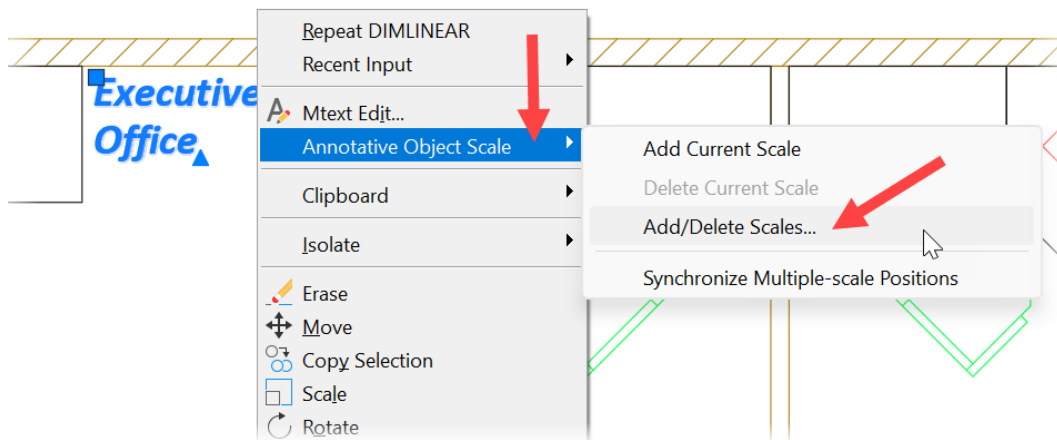 Executive
Office
Repeat DIMLINEAR
Recent Input
Mtext Edit...
Annotative Object Scale
Clipboard
Isolate
Erase
Move
Copy Selection
Scale
Rotate
Add Current Scale
Delete Current Scale
Add/Delete Scales...
Synchronize Multiple-scale Positions